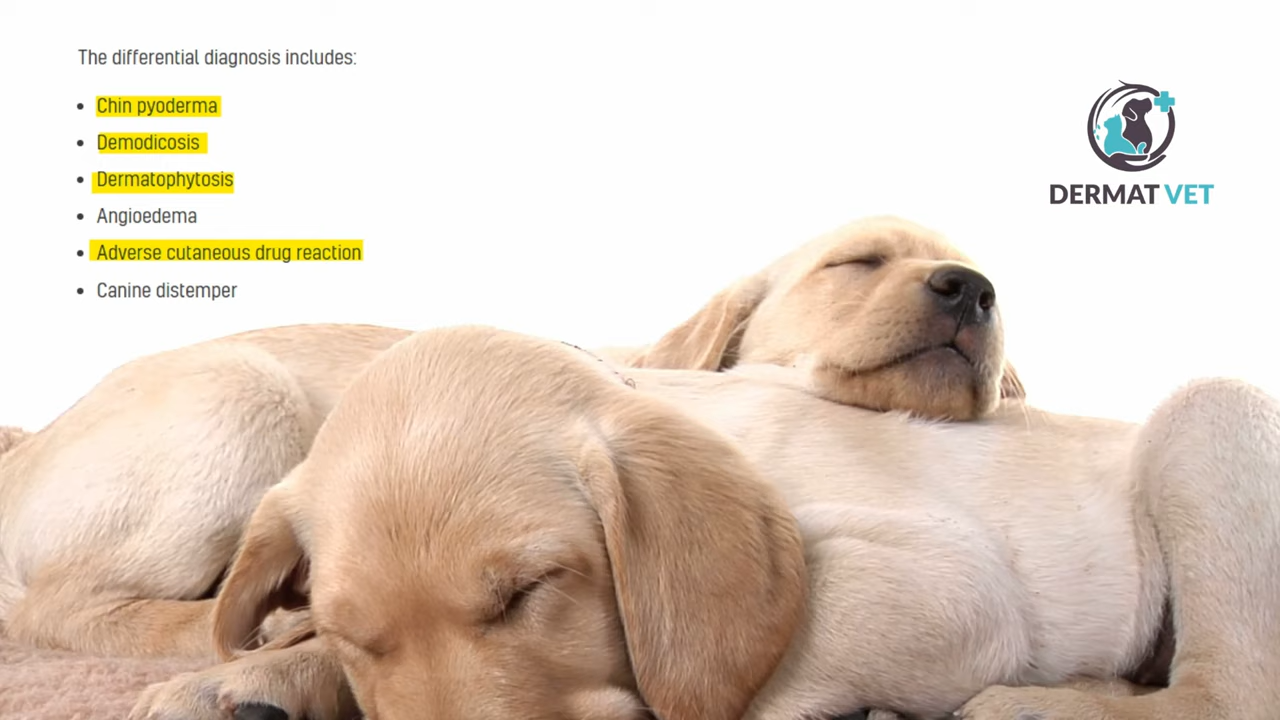 The differential diagnosis includes:
• Chin pyoderma
• Demodicosis
• Dermatophytosis
• Angioedema
• Adverse cutaneous drug reaction
• Canine distemper
DERMAT VET